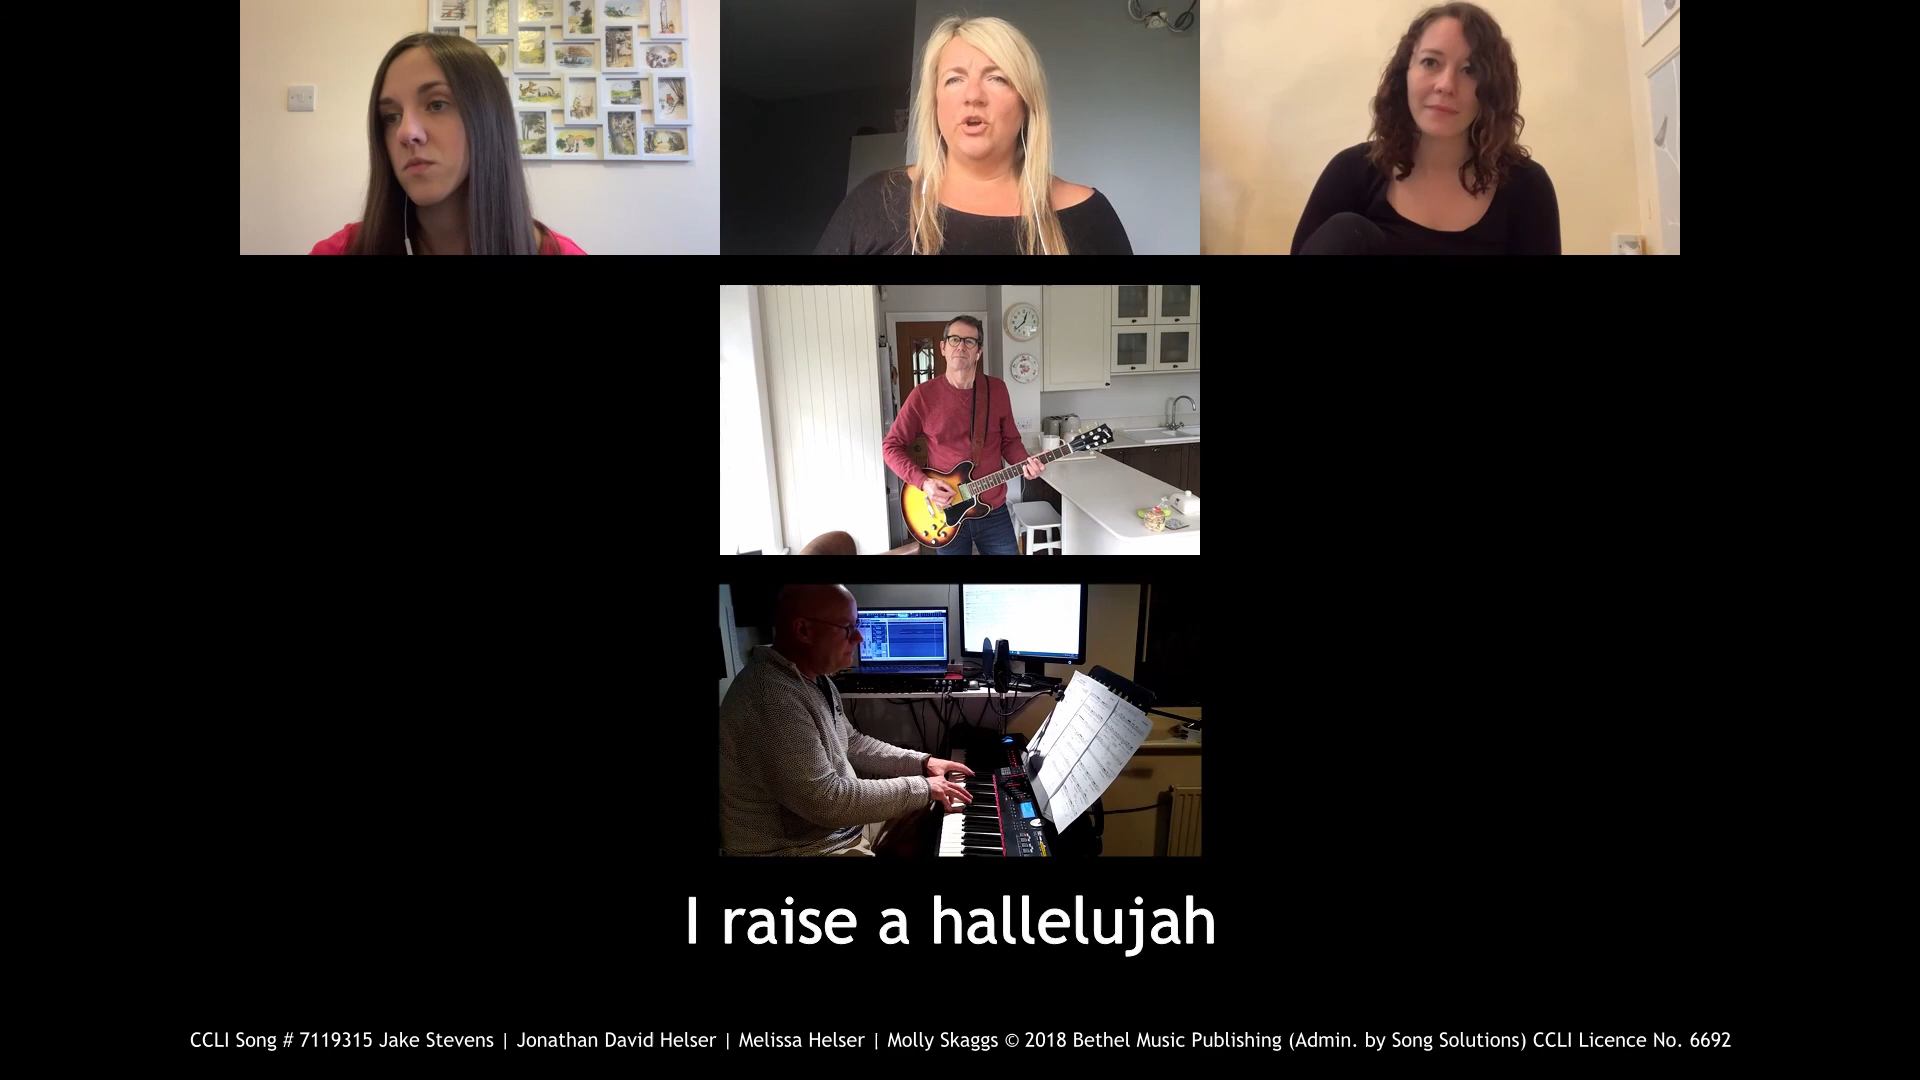 I raise a hallelujah
CCLI Song # 7119315 Jake Stevens | Jonathan David Helser | Melissa Helser | Molly Skaggs © 2018 Bethel Music Publishing (Admin. by Song Solutions) CCLI Licence No. 6692